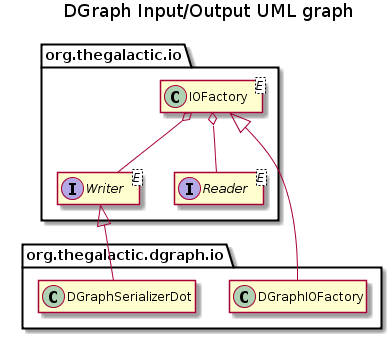 DGraph Input/Output UML graph
org.thegalactic.io
C IOFactory E
I Writer E
I Reader E
org.thegalactic.dgraph.io
C DGraphSerializerDot
C DGraphIOFactory